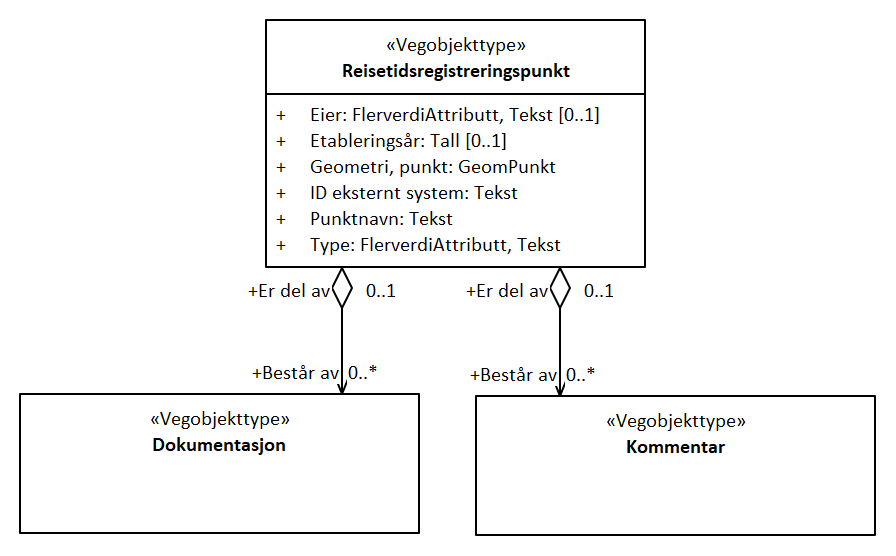 «Vegobjekttype»
Reisetidsregistreringspunkt
+ Eier: FlerverdiAttributt, Tekst [0..1]
+ Etableringsår: Tall [0..1]
+ Geometri, punkt: GeomPunkt
+ ID eksternt system: Tekst
+ Punktnavn: Tekst
+ Type: FlerverdiAttributt, Tekst
+Er del av 0..1
+Er del av 0..1
+Består av 0..*
+Består av 0..*
«Vegobjekttype»
Dokumentasjon
«Vegobjekttype»
Kommentar